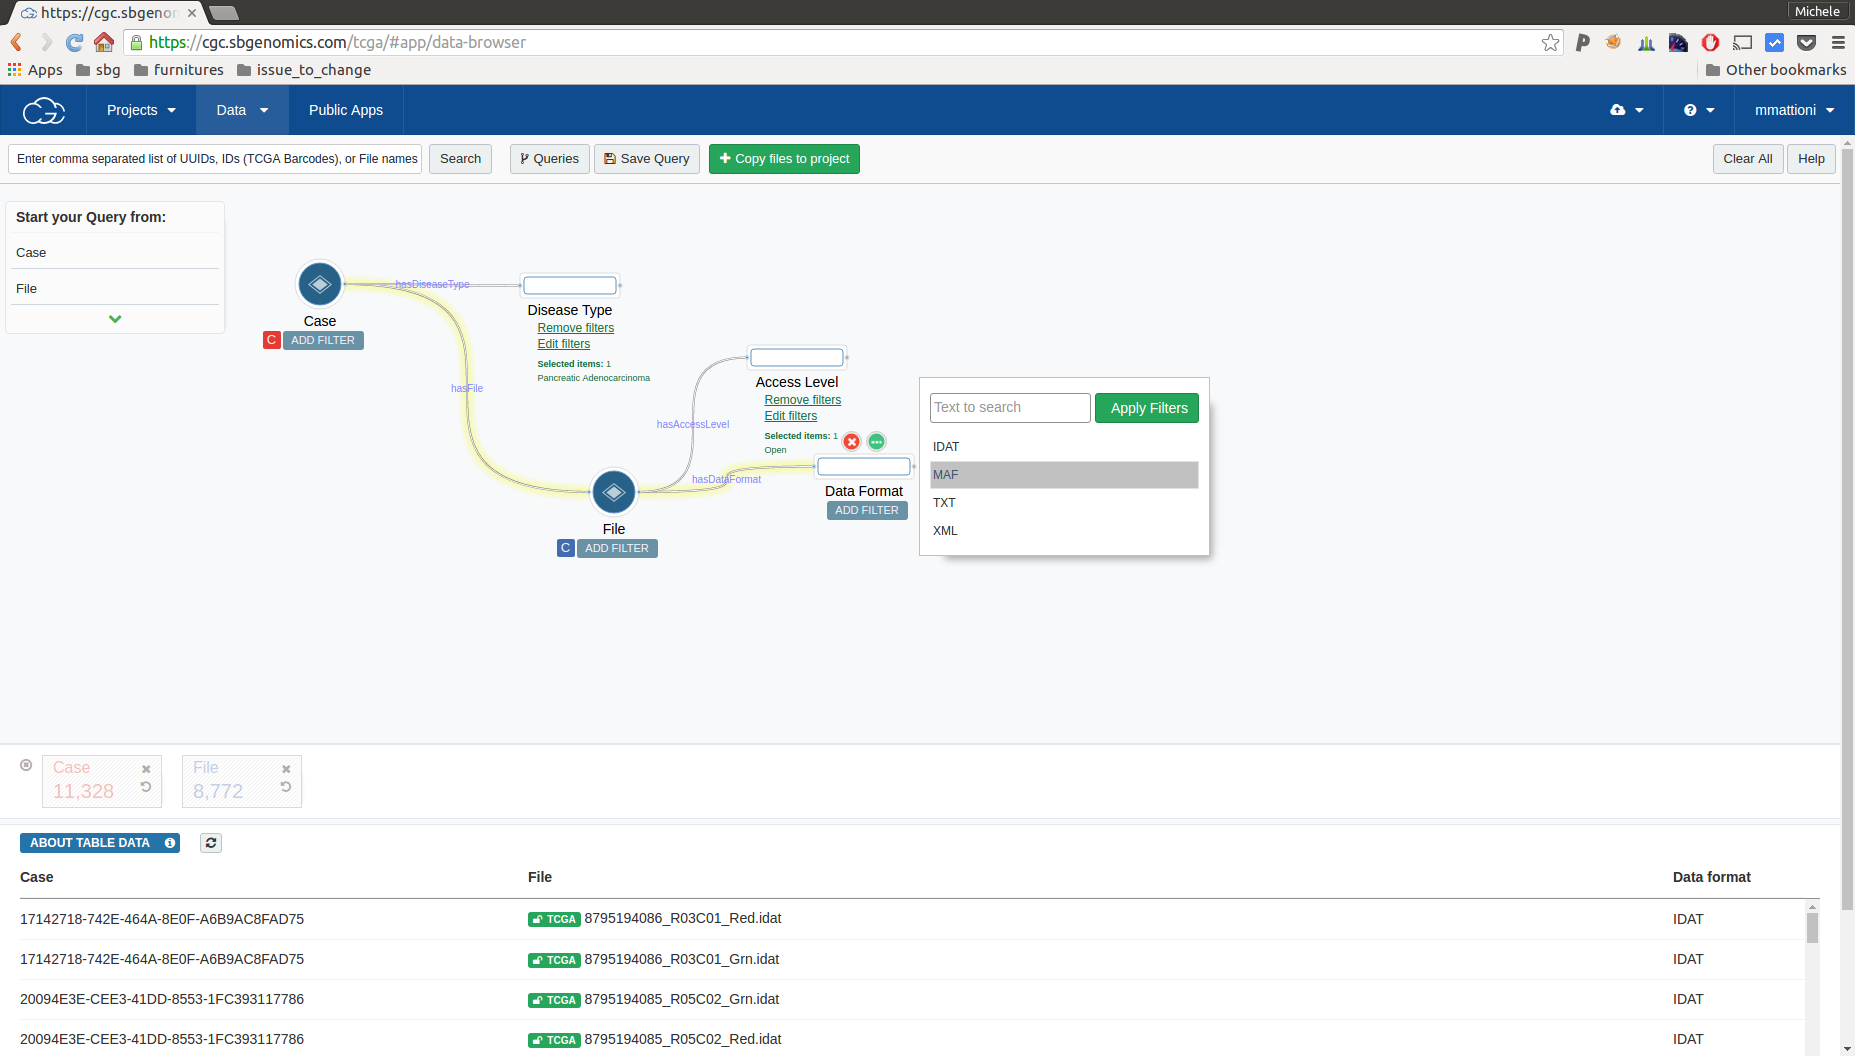 Michele
https://cgc.sbgenom
https://cgc.sbgenomics.com/tcga/#app/data-browser
Apps sbg furnitures issue_to_change Other bookmarks
Projects Data Public Apps mmattioni
Enter comma separated list of UUIDs, IDs (TCGA Barcodes), or File names Search Queries Save Query Copy files to project Clear All Help
Start your Query from:
Case
File
hasDiseaseType
Case
C ADD FILTER
Disease Type
Remove filters
Edit filters
Selected items: 1
Pancreatic Adenocarcinoma
hasFile
hasAccessLevel
Access Level
Remove filters
Edit filters
Selected items: 1
Open
hasDataFormat
Data Format
ADD FILTER
File
C ADD FILTER
Text to search Apply Filters
IDAT
MAF
TXT
XML
Case
11,328
File
8,772
ABOUT TABLE DATA
Case File Data format
17142718-742E-464A-8E0F-A6B9AC8FAD75 TCGA 8795194086_R03C01_Red.idat IDAT
17142718-742E-464A-8E0F-A6B9AC8FAD75 TCGA 8795194086_R03C01_Grn.idat IDAT
20094E3E-CEE3-41DD-8553-1FC393117786 TCGA 8795194085_R05C02_Grn.idat IDAT
20094E3E-CEE3-41DD-8553-1FC393117786 TCGA 8795194085_R05C02_Red.idat IDAT